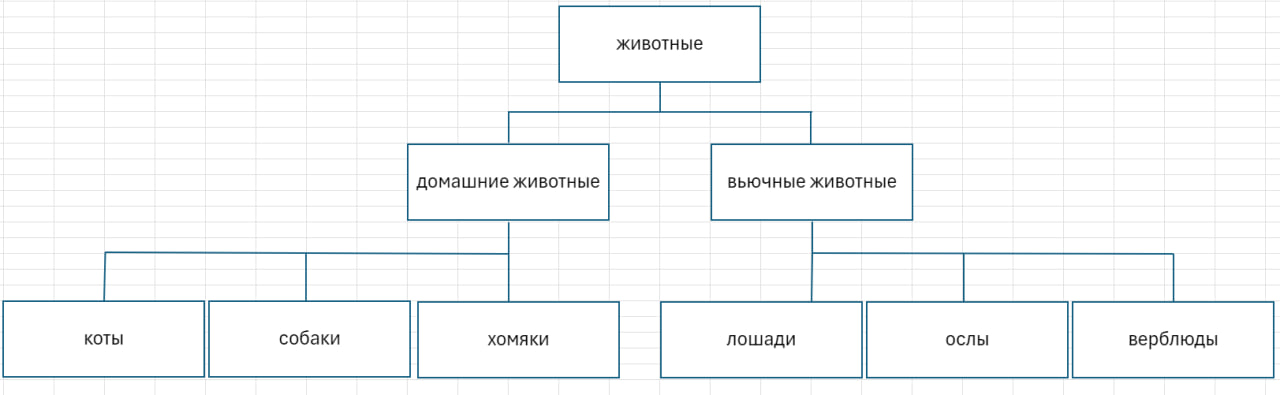 животные
домашние животные
вьючные животные
коты
собаки
хомяки
лошади
ослы
верблюды